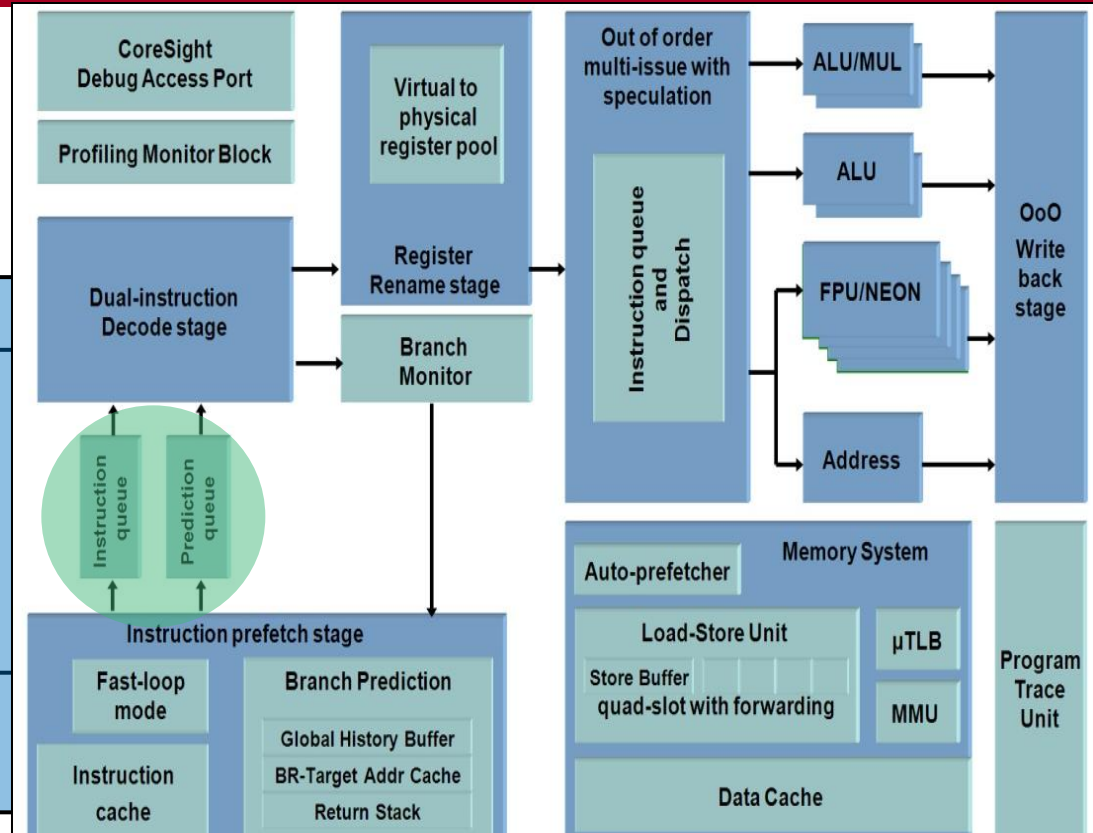 CoreSight
Debug Access Port
Profiling Monitor Block
Dual-instruction
Decode stage
Instruction
queue
Prediction
queue
Virtual to
physical
register pool
Register
Rename stage
Branch
Monitor
Instruction prefetch stage
Fast-loop
mode
Instruction
cache
Branch Prediction
Global History Buffer
BR-Target Addr Cache
Return Stack
Out of order
multi-issue with
speculation
Instruction queue
and
Dispatch
ALU/MUL
ALU
FPU/NEON
Address
OoO
Write
back
stage
Memory System
Auto-prefetcher
Load-Store Unit
Store Buffer
quad-slot with forwarding
µTLB
MMU
Data Cache
Program
Trace
Unit